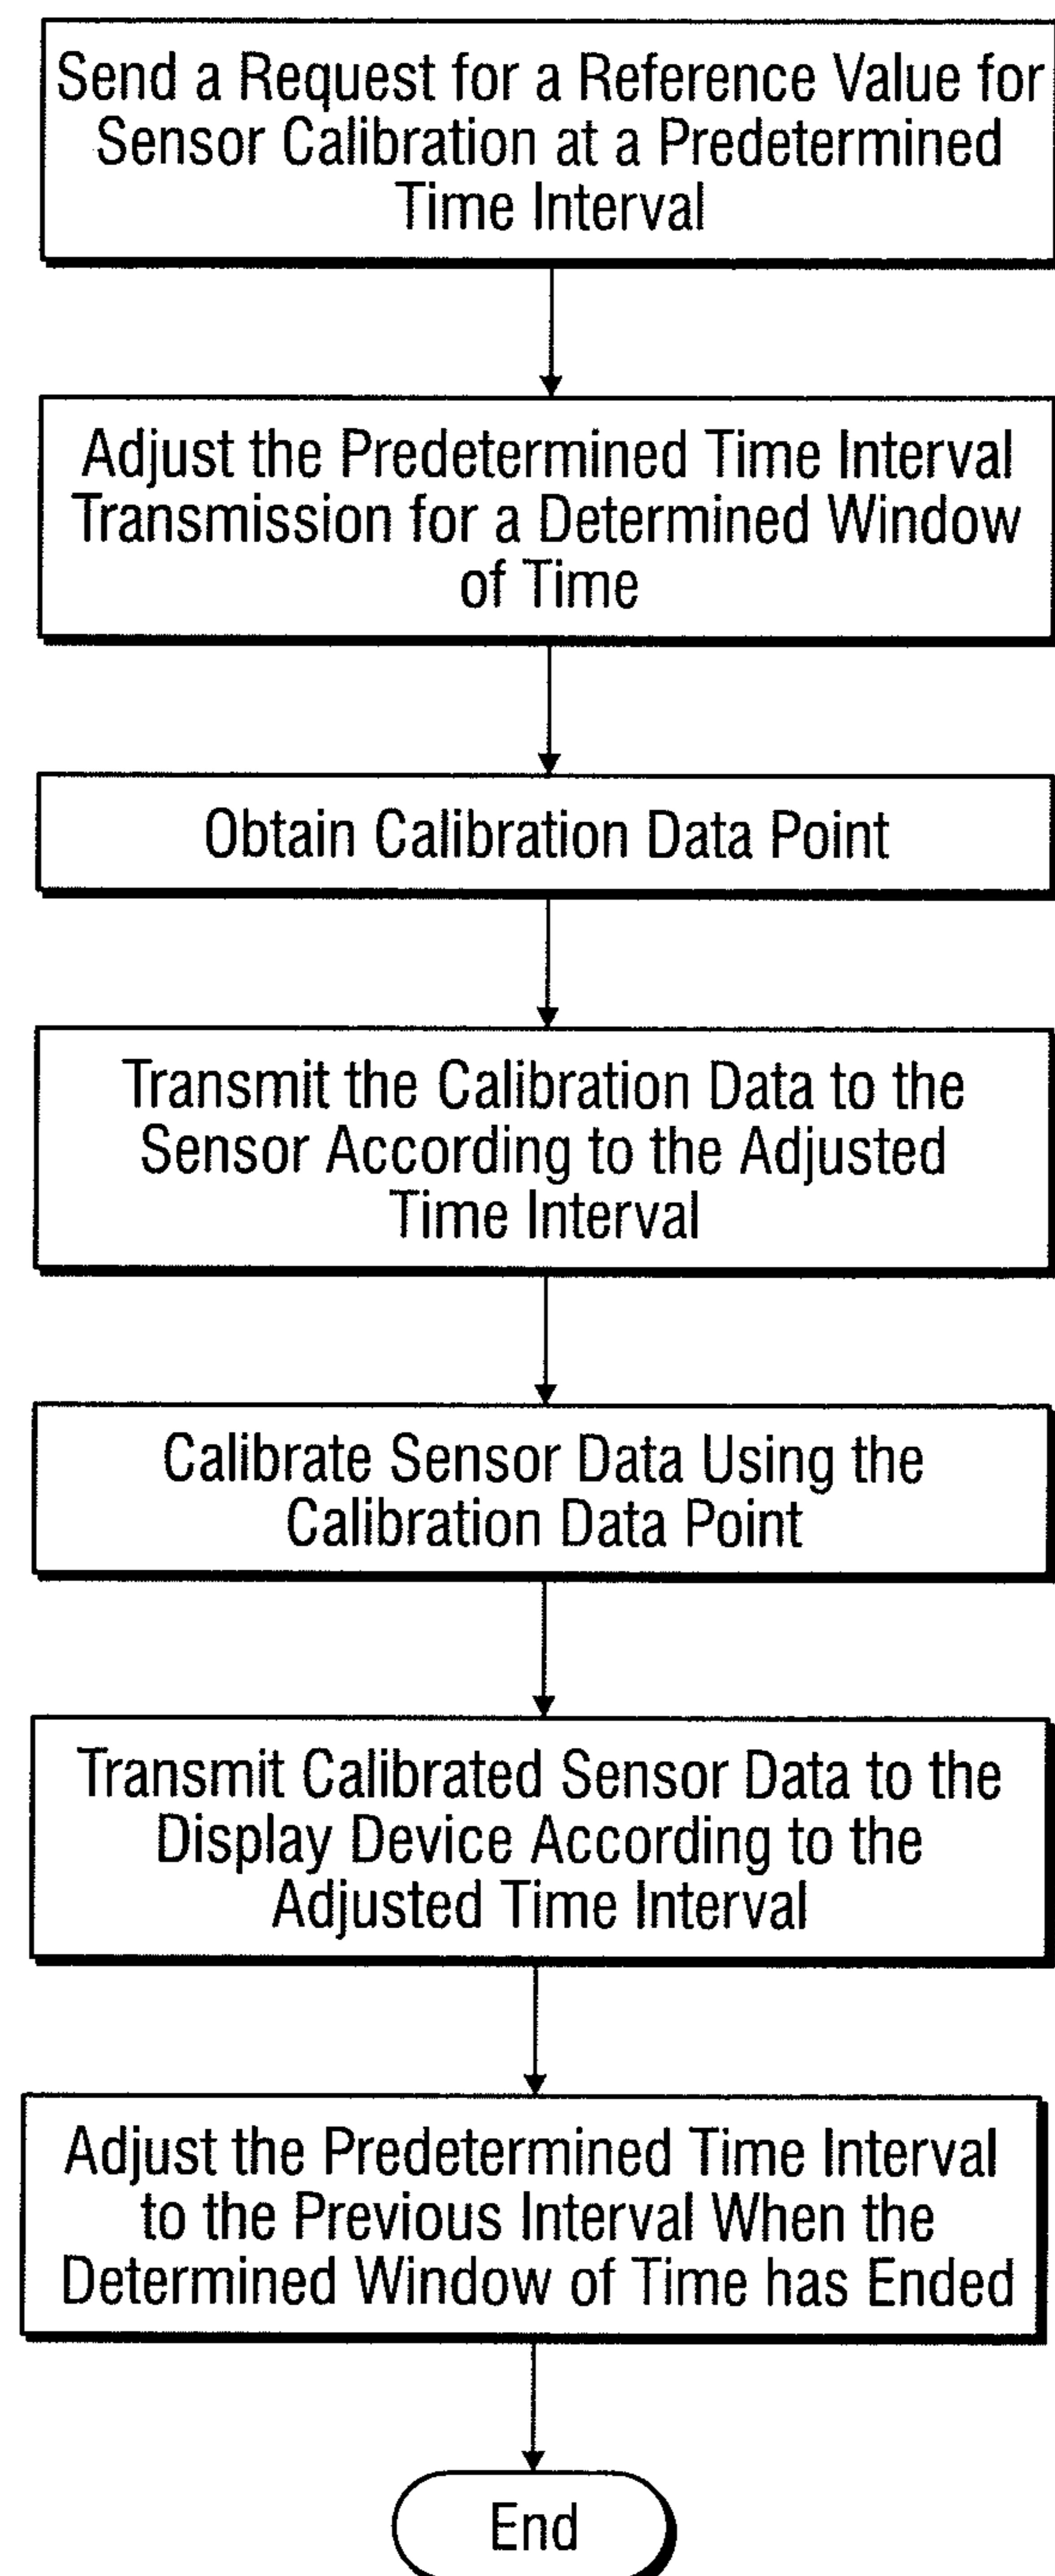 Send a Request for a Reference Value for
Sensor Calibration at a Predetermined
Time Interval
Adjust the Predetermined Time Interval
Transmission for a Determined Window
of Time
Obtain Calibration Data Point
Transmit the Calibration Data to the
Sensor According to the Adjusted
Time Interval
Calibrate Sensor Data Using the
Calibration Data Point
Transmit Calibrated Sensor Data to the
Display Device According to the
Adjusted Time Interval
Adjust the Predetermined Time Interval
to the Previous Interval When the
Determined Window of Time has Ended
End